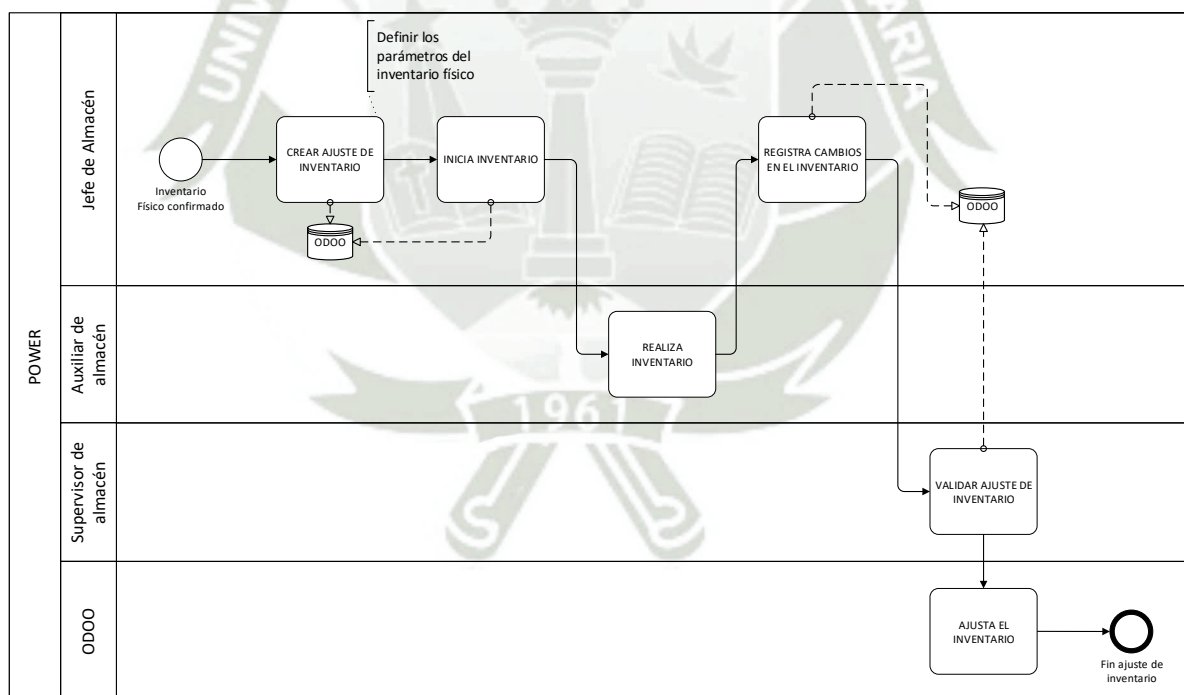 POWER
Jefe de Almacén
Definir los
parámetros del
inventario físico
Inventario
Físico confirmado
CREAR AJUSTE DE
INVENTARIO
INICIA INVENTARIO
REGISTRA CAMBIOS
EN EL INVENTARIO
ODOO
ODOO
Auxiliar de
almacén
REALIZA
INVENTARIO
1961
Supervisor de
almacén
VALIDAR AJUSTE DE
INVENTARIO
ODOO
AJUSTA EL
INVENTARIO
Fin ajuste de
inventario